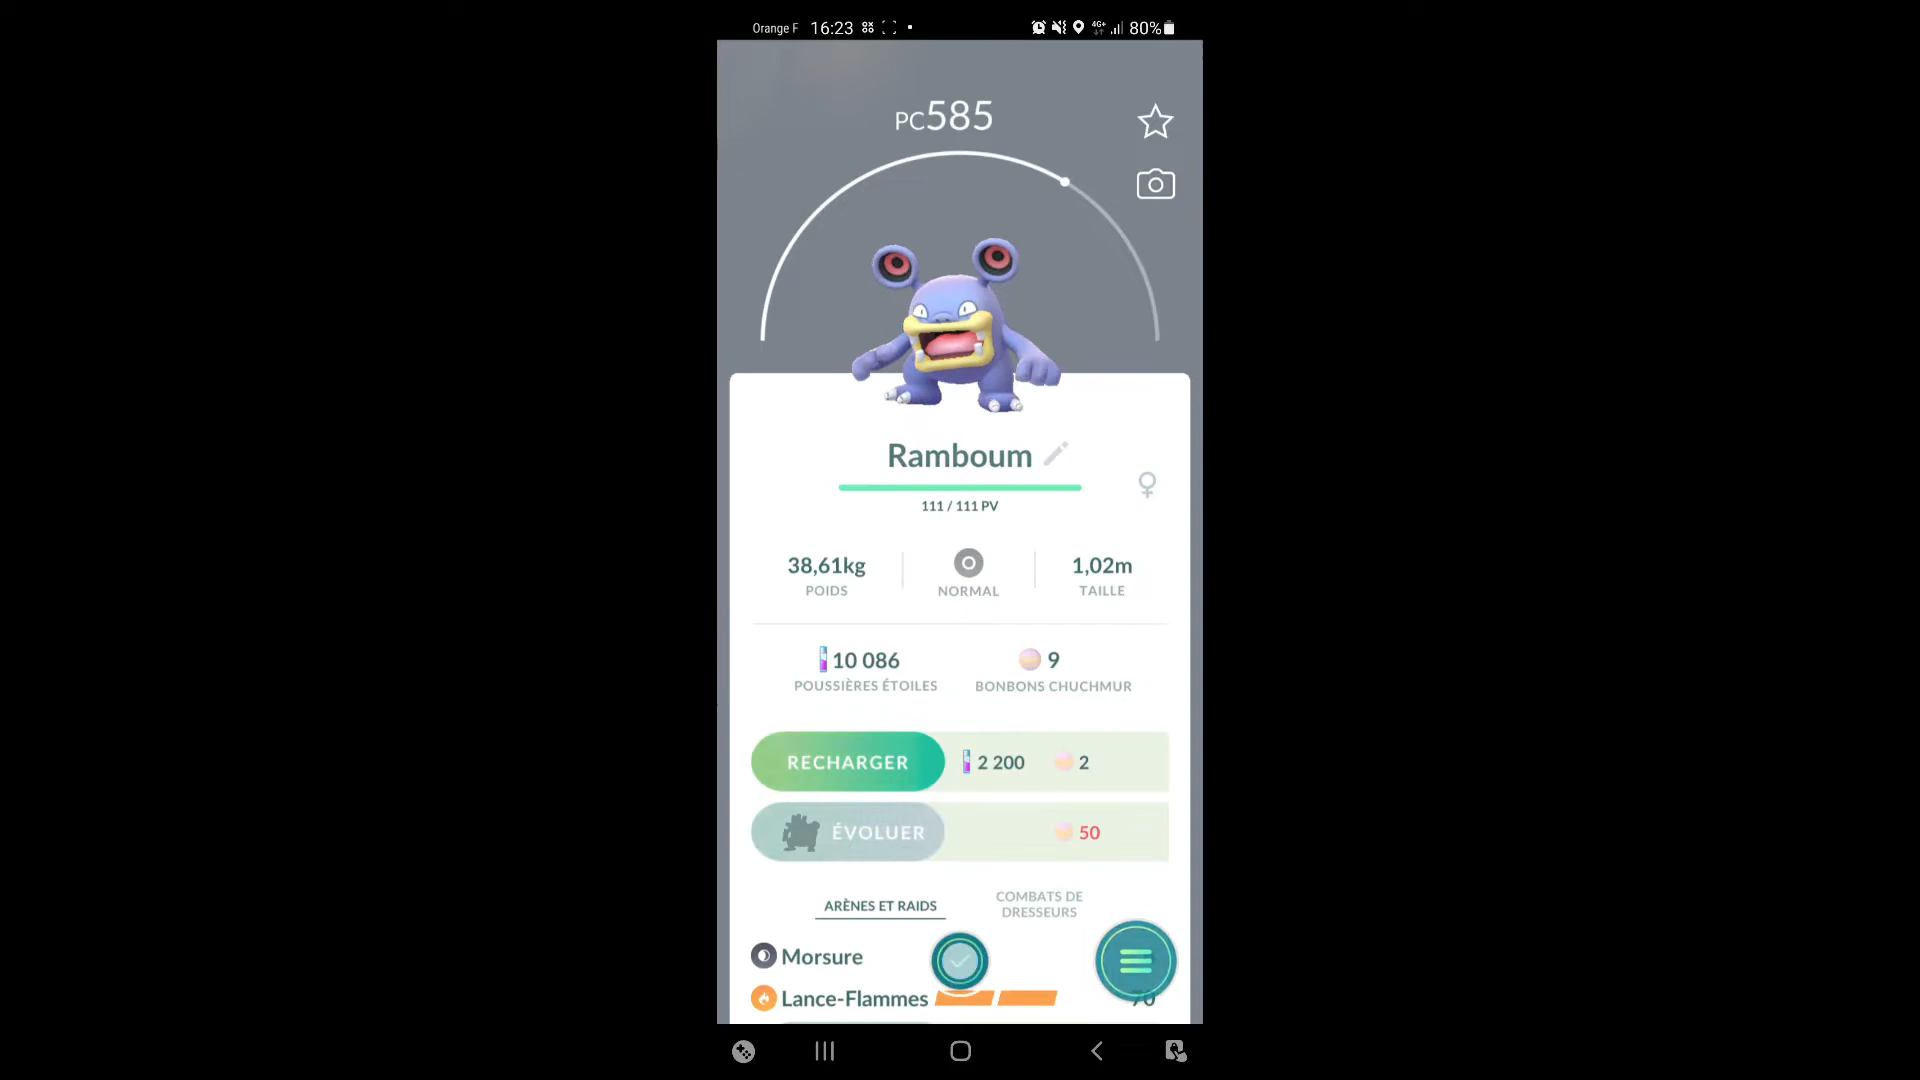 Orange F 16:23 4G+ 80%
PC585
Ramboum
111 / 111 PV
38,61kg NORMAL 1,02m
POIDS TAILLE
10 086 9
POUSSIÈRES ÉTOILES BONBONS CHUCHMUR
RECHARGER 2 200 2
ÉVOLUER 50
ARÈNES ET RAIDS
COMBATS DE
DRESSEURS
Morsure
Lance-Flammes 70